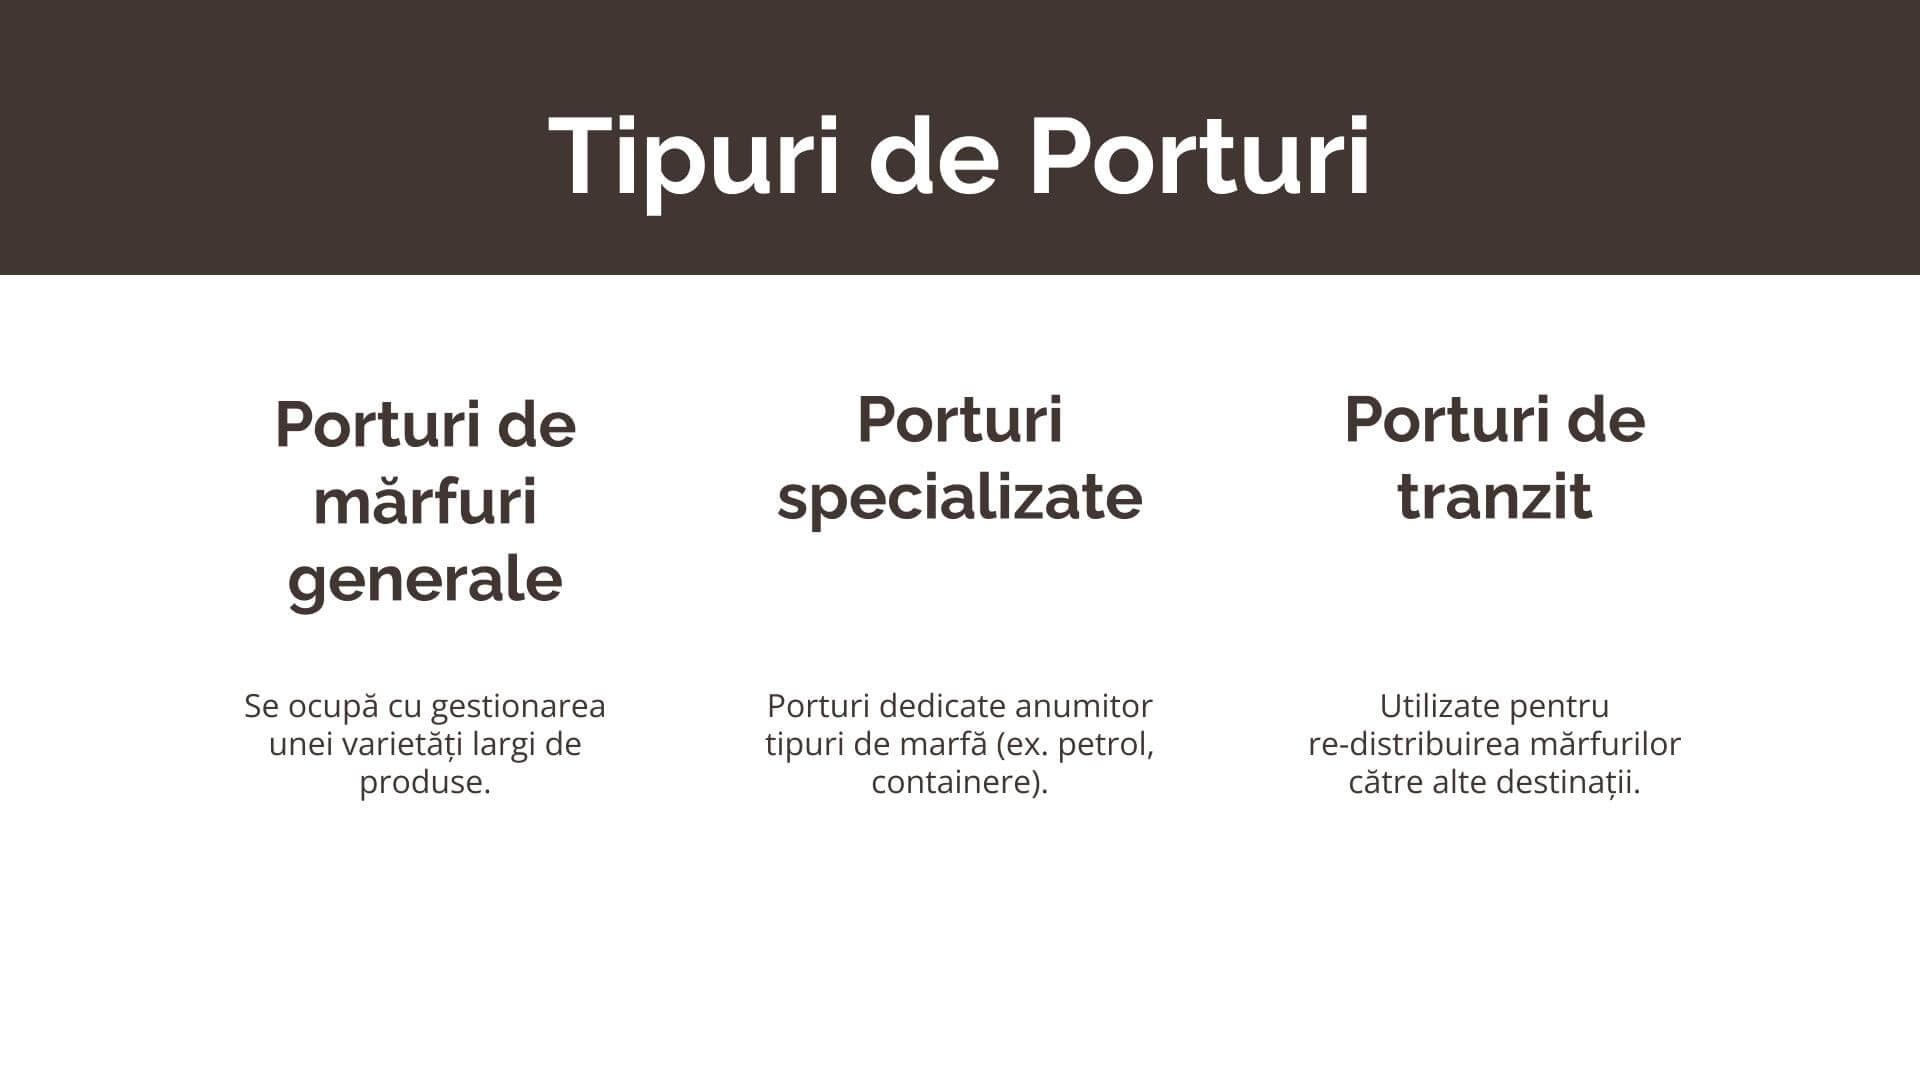 Tipuri de Porturi
Porturi de
mărfuri
generale
Se ocupă cu gestionarea
unei varietăți largi de
produse.
Porturi
specializate
Porturi dedicate anumitor
tipuri de marfă (ex. petrol,
containere).
Porturi de
tranzit
Utilizate pentru
re-distribuirea mărfurilor
către alte destinații.